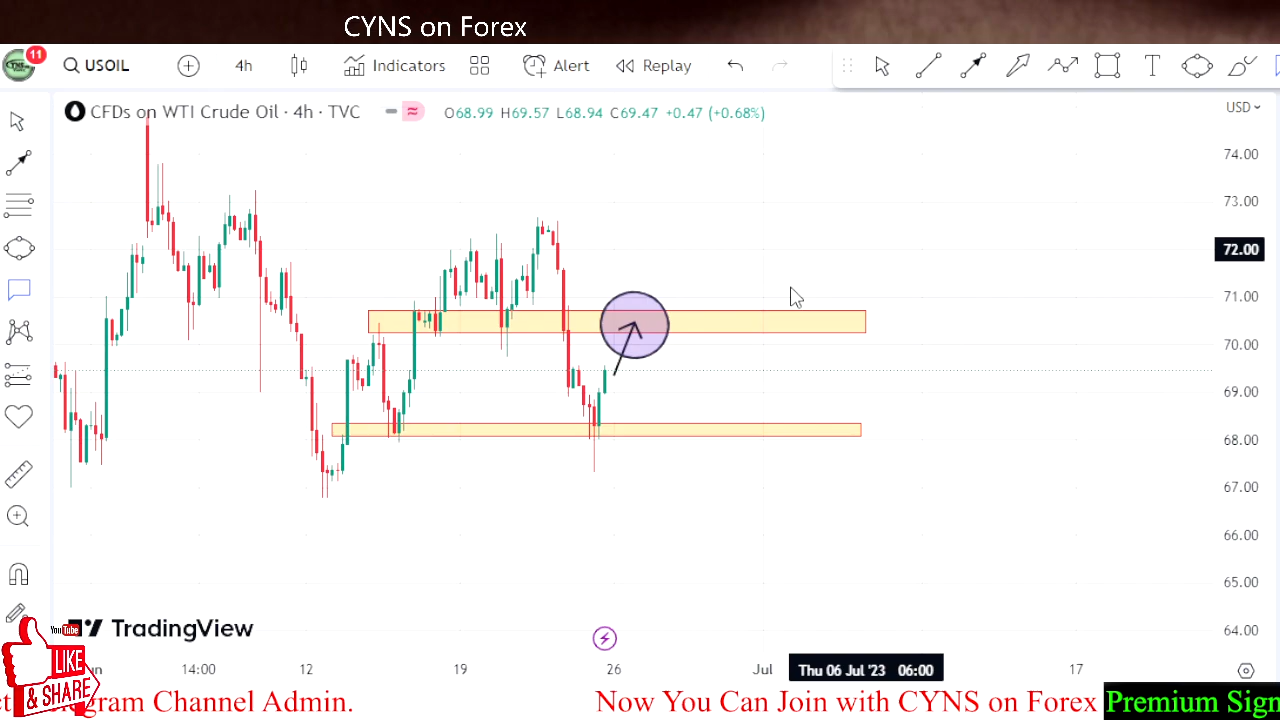 CYNS on Forex
11
USOIL
4h
Indicators
Alert
Replay
CFDs on WTI Crude Oil · 4h · TVC
O68.99 H69.57 L68.94 C69.47 +0.47 (+0.68%)
USD
74.00
73.00
72.00
71.00
70.00
69.00
68.00
67.00
66.00
65.00
64.00
TradingView
14:00
12
19
26
Jul
Thu 06 Jul '23 06:00
17
YouTube
LIKE
& SHARE
gram Channel Admin.
Now You Can Join with CYNS on Forex
Premium Sign